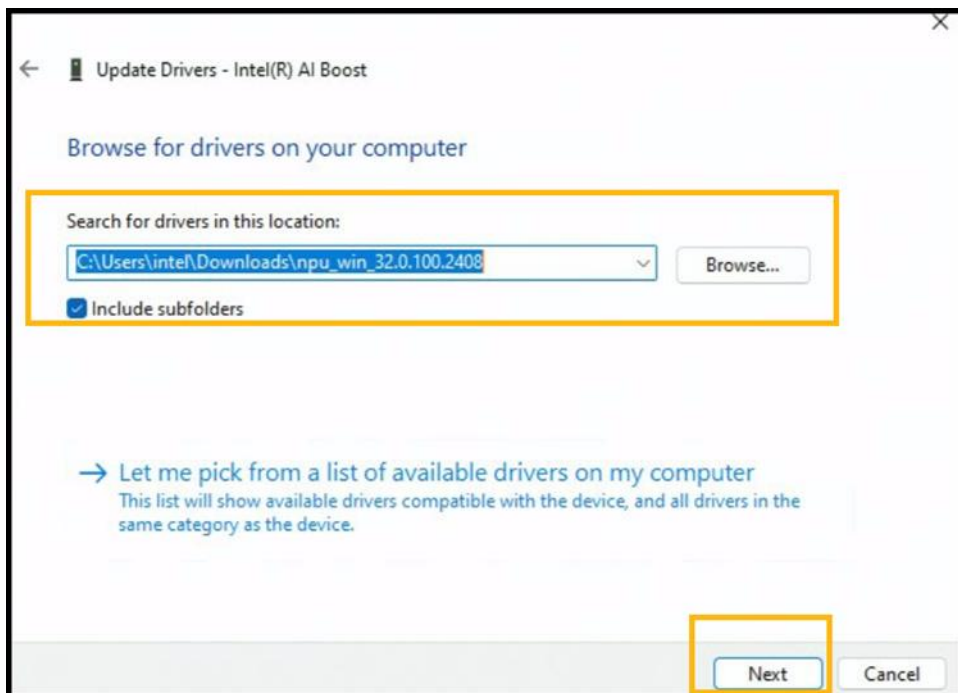 Update Drivers - Intel(R) AI Boost
Browse for drivers on your computer
Search for drivers in this location:
C:\Users\intel\Downloads\npu_win_32.0.100.2408
Browse...
Include subfolders
Let me pick from a list of available drivers on my computer
This list will show available drivers compatible with the device, and all drivers in the
same category as the device.
Next
Cancel